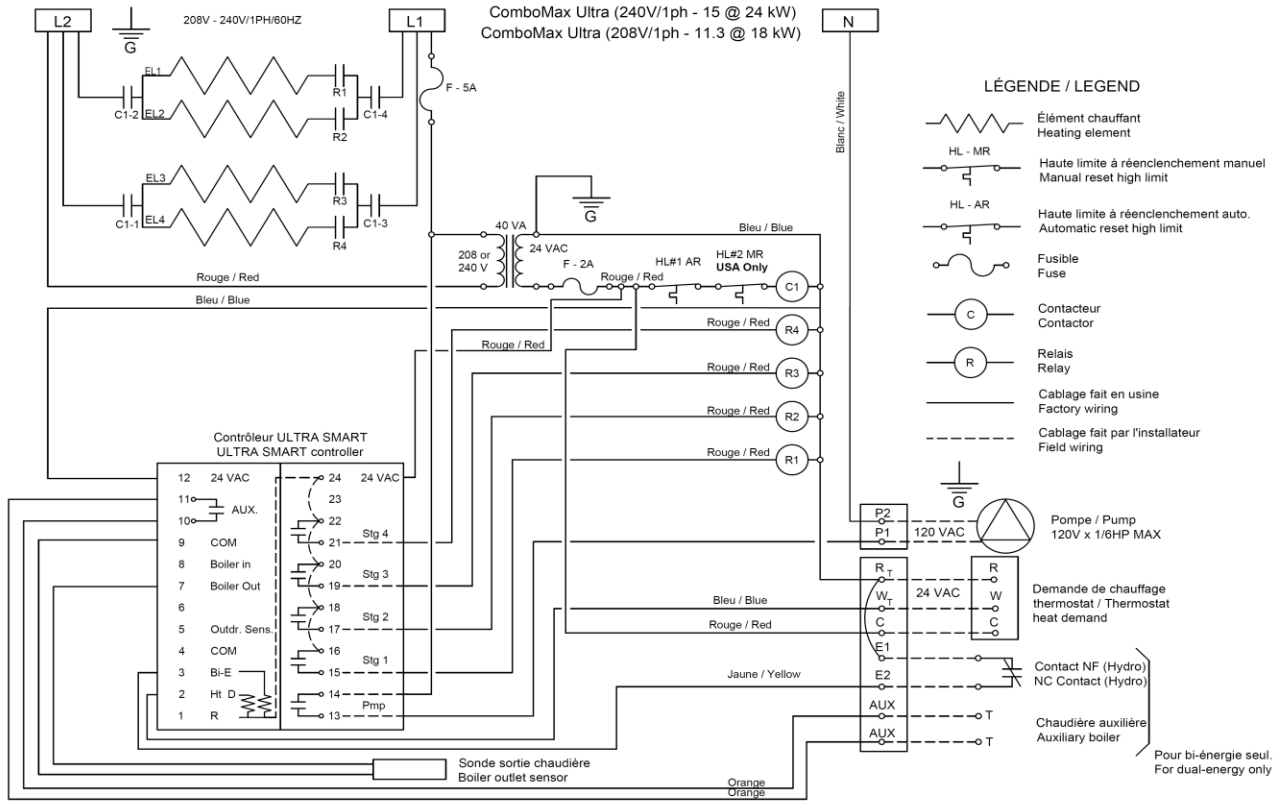 L2
208V - 240V/1PH/60HZ
L1
ComboMax Ultra (240V/1ph - 15 @ 24 kW)
ComboMax Ultra (208V/1ph - 11.3 @ 18 kW)
N
G
EL1
R1
C1-2
EL2
C1-4
R2
F - 5A
EL3
R3
C1-1
EL4
C1-3
R4
Blanc / White
LÉGENDE / LEGEND
Élément chauffant
Heating element
HL - MR
Haute limite à réenclenchement manuel
Manual reset high limit
HL - AR
Haute limite à réenclenchement auto.
Automatic reset high limit
Fusible
Fuse
C
Contacteur
Contactor
R
Relais
Relay
Cablage fait en usine
Factory wiring
Cablage fait par l'installateur
Field wiring
G
40 VA
Bleu / Blue
208 or
240 V
24 VAC
F - 2A
Rouge / Red
HL#1 AR
HL#2 MR
USA Only
C1
Rouge / Red
Bleu / Blue
Rouge / Red
R4
Rouge / Red
Rouge / Red
R3
Rouge / Red
R2
Rouge / Red
R1
Contrôleur ULTRA SMART
ULTRA SMART controller
12 24 VAC
24 24 VAC
11
23
AUX.
10
22
9 COM
21 Stg 4
8 Boiler in
20
7 Boiler Out
19 Stg 3
6
18
5 Outdr. Sens.
17 Stg 2
4 COM
16
3 Bi-E
15 Stg 1
2 Ht D
14
1 R
13 Pmp
G
P2
P1
120 VAC
Pompe / Pump
120V x 1/6HP MAX
RT
R
WT
24 VAC
W
C
C
Demande de chauffage
thermostat / Thermostat
heat demand
Bleu / Blue
Rouge / Red
E1
E2
Jaune / Yellow
Contact NF (Hydro)
NC Contact (Hydro)
AUX
T
AUX
T
Chaudière auxilière
Auxiliary boiler
Pour bi-énergie seul.
For dual-energy only
Sonde sortie chaudière
Boiler outlet sensor
Orange
Orange